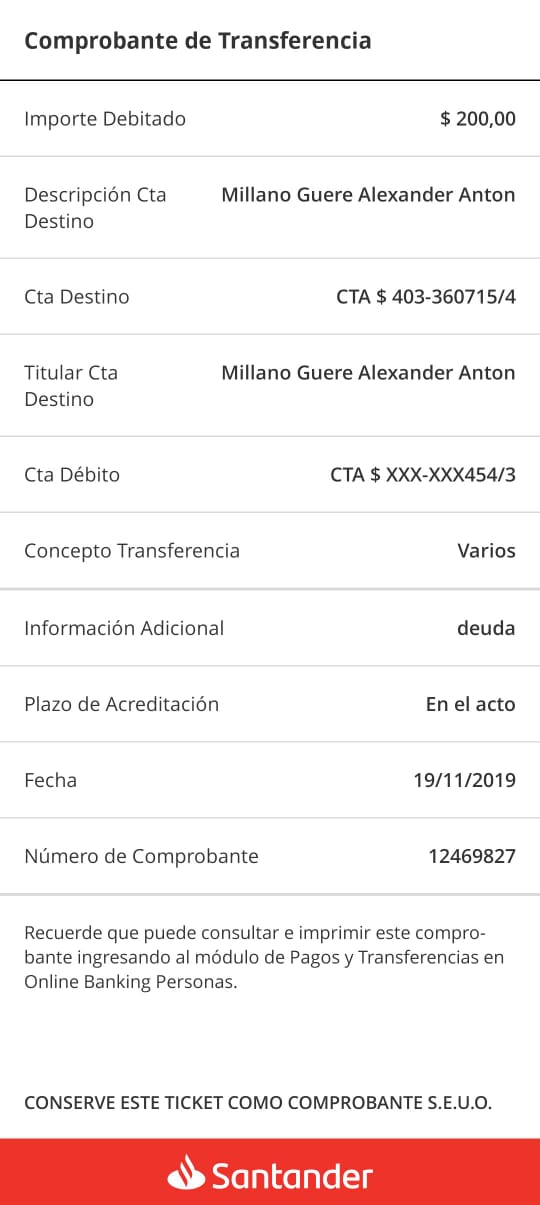 Comprobante de Transferencia
Importe Debitado $ 200,00
Descripción Cta Millano Guere Alexander Anton
Destino
Cta Destino CTA $ 403-360715/4
Titular Cta Millano Guere Alexander Anton
Destino
Cta Débito CTA $ XXX-XXX454/3
Concepto Transferencia Varios
Información Adicional deuda
Plazo de Acreditación En el acto
Fecha 19/11/2019
Número de Comprobante 12469827
Recuerde que puede consultar e imprimir este compro-
bante ingresando al módulo de Pagos y Transferencias en
Online Banking Personas.
CONSERVE ESTE TICKET COMO COMPROBANTE S.E.U.O.
Santander